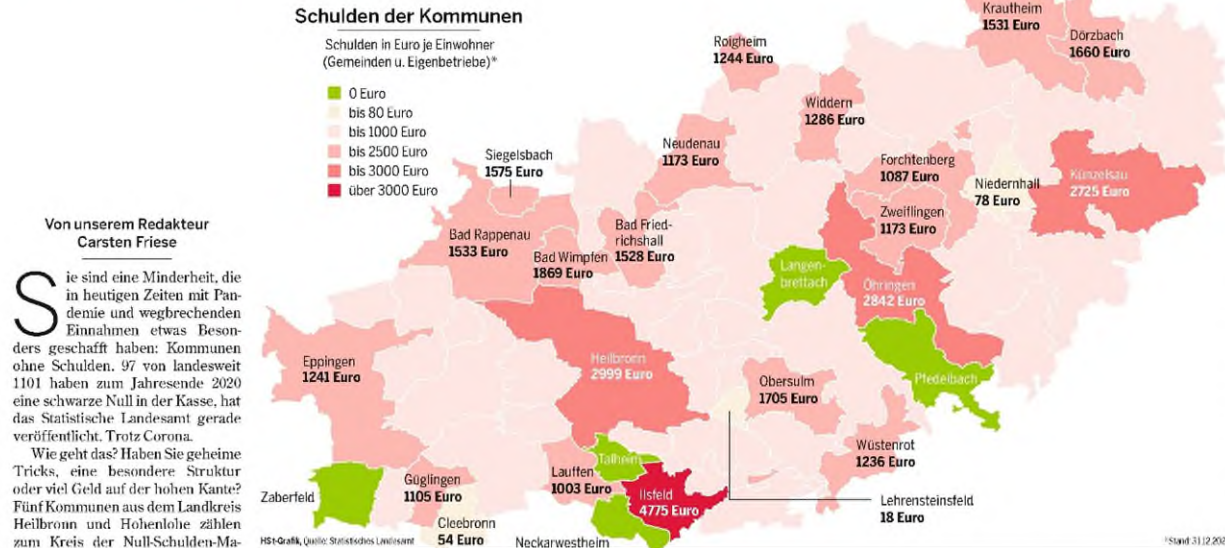 Schulden der Kommunen
Schulden in Euro je Einwohner
(Gemeinden u. Eigenbetriebe)*
0 Euro
bis 80 Euro
bis 1000 Euro
bis 2500 Euro
bis 3000 Euro
über 3000 Euro
Krautheim
1531 Euro
Dörzbach
1660 Euro
Roigheim
1244 Euro
Widdern
1286 Euro
Neudenau
1173 Euro
Siegelsbach
1575 Euro
Forchtenberg
1087 Euro
Niedernhall
78 Euro
Künzelsau
2725 Euro
Zweiflingen
1173 Euro
Bad Rappenau
1533 Euro
Bad Wimpfen
1869 Euro
Bad Fried-
richshall
1528 Euro
Langen-
brettach
Öhringen
2842 Euro
Eppingen
1241 Euro
Heilbronn
2999 Euro
Obersulm
1705 Euro
Pfedelbach
Wüstenrot
1236 Euro
Talheim
Lauffen
1003 Euro
Ilsfeld
4775 Euro
Lehrensteinsfeld
18 Euro
Zaberfeld
Güglingen
1105 Euro
Cleebronn
54 Euro
Neckarwestheim
HSt-Grafik, Quelle: Statistisches Landesamt
*Stand 31.12.202
Von unserem Redakteur
Carsten Friese
Sie sind eine Minderheit, die
in heutigen Zeiten mit Pan-
demie und wegbrechenden
Einnahmen etwas Beson-
ders geschafft haben: Kommunen
ohne Schulden. 97 von landesweit
1101 haben zum Jahresende 2020
eine schwarze Null in der Kasse, hat
das Statistische Landesamt gerade
veröffentlicht. Trotz Corona.
Wie geht das? Haben Sie geheime
Tricks, eine besondere Struktur
oder viel Geld auf der hohen Kante?
Fünf Kommunen aus dem Landkreis
Heilbronn und Hohenlohe zählen
zum Kreis der Null-Schulden-Ma-